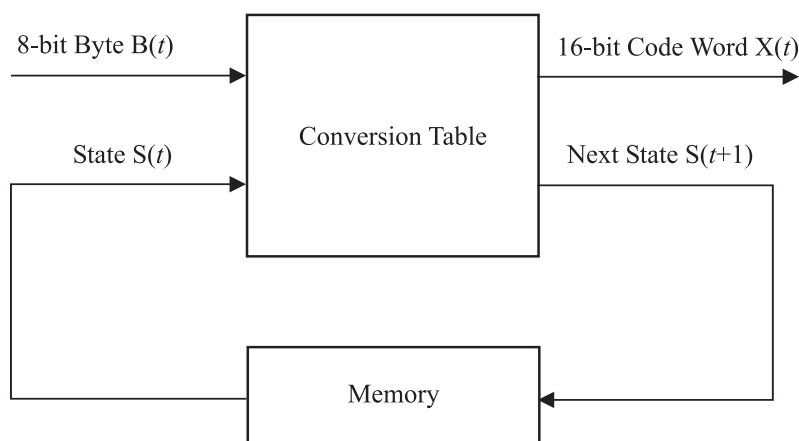 8-bit Byte B(t)
16-bit Code Word X(t)
Conversion Table
State S(t)
Next State S(t+1)
Memory